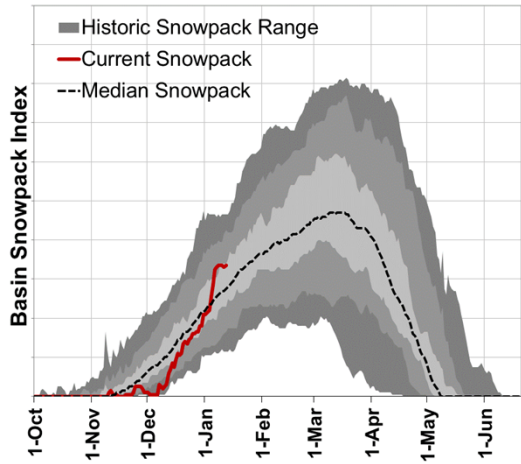 Historic Snowpack Range
Current Snowpack
Median Snowpack
Basin Snowpack Index
1-Oct
1-Nov
1-Dec
1-Jan
1-Feb
1-Mar
1-Apr
1-May
1-Jun